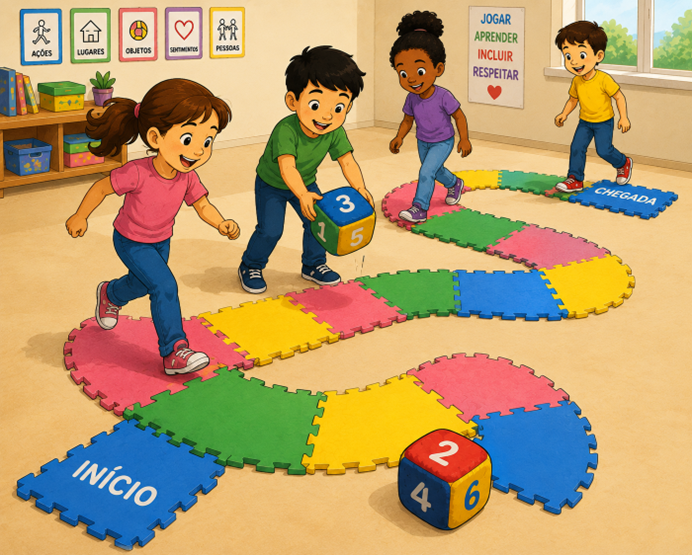 AÇÕES
LUGARES
OBJETOS
SENTIMENTOS
PESSOAS
JOGAR
APRENDER
INCLUIR
RESPEITAR
CHEGADA
3
1 5
INÍCIO
2
4 6